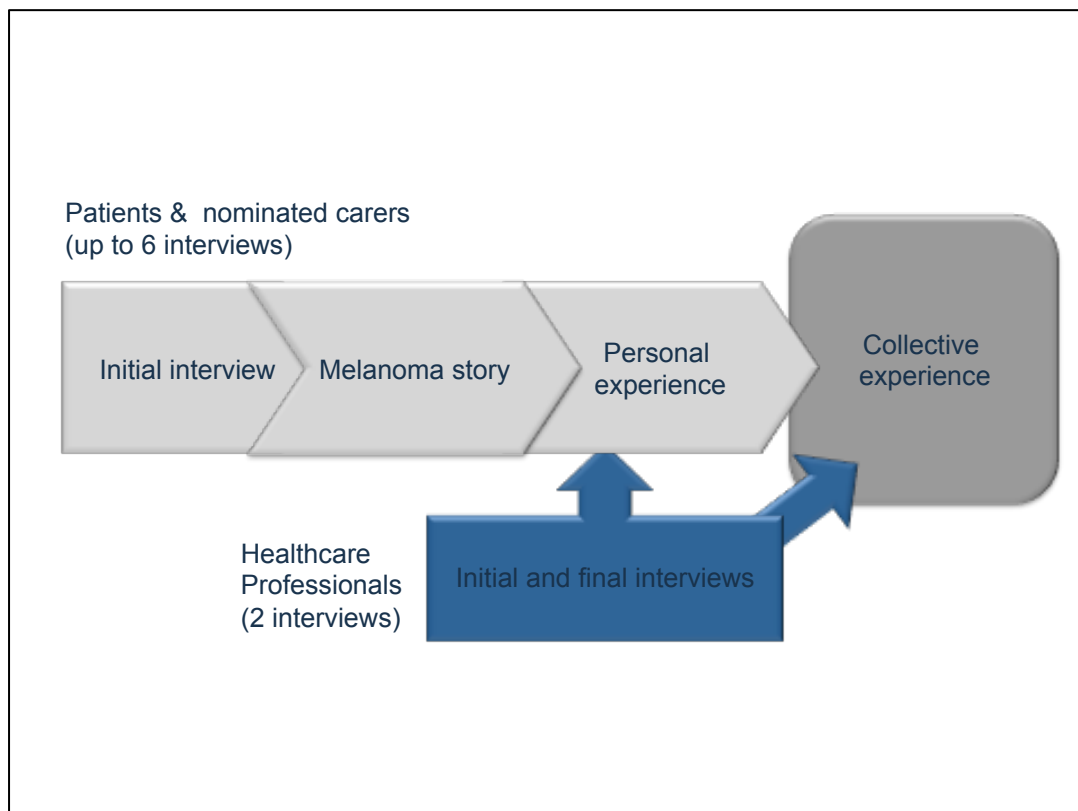 Patients &  nominated carers
(up to 6 interviews)
Initial interview
Melanoma story
Personal
experience
Collective
experience
Healthcare
Professionals
(2 interviews)
Initial and final interviews